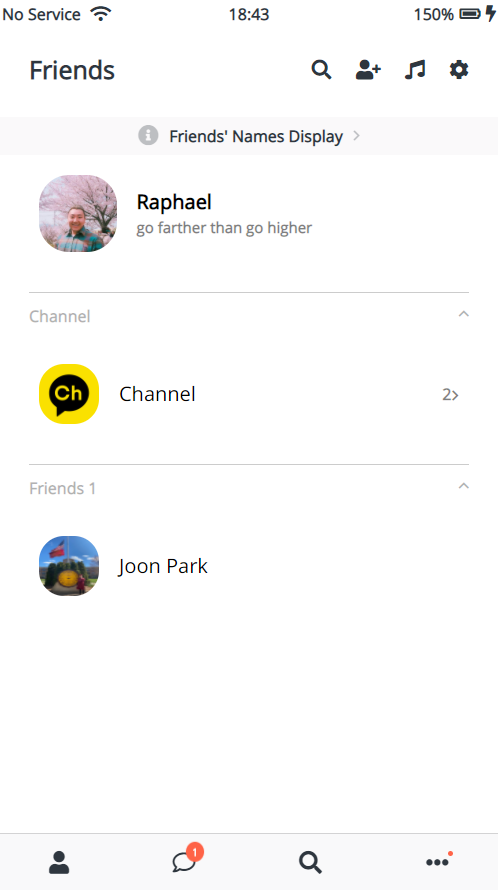 No Service 18:43 150%
Friends
Friends' Names Display
Raphael
go farther than go higher
Channel
Ch
Channel 2
Friends 1
Joon Park
1